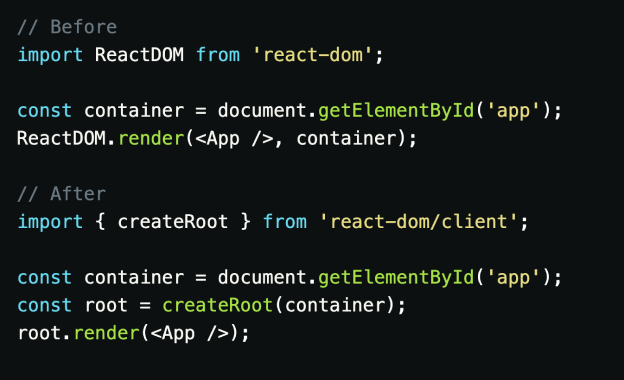 // Before
import ReactDOM from 'react-dom';
const container = document.getElementById('app');
ReactDOM.render(<App />, container);
// After
import { createRoot } from 'react-dom/client';
const container = document.getElementById('app');
const root = createRoot(container);
root.render(<App />);